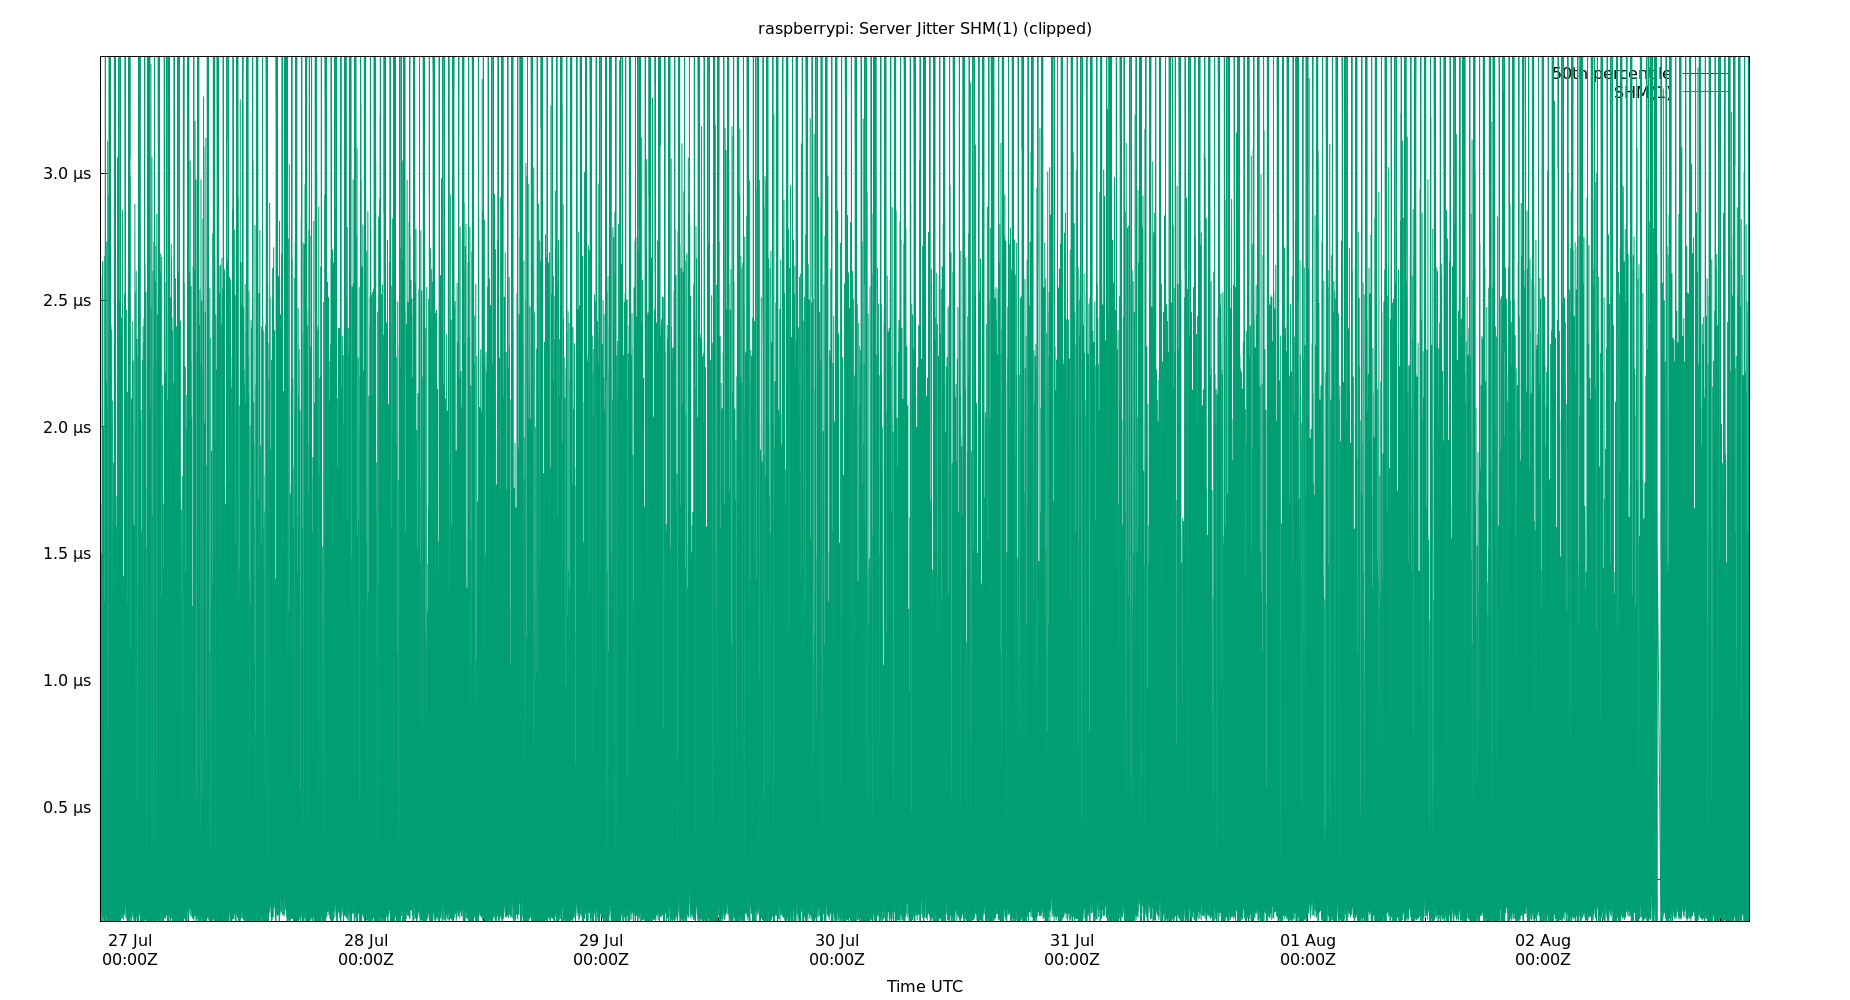 raspberrypi: Server Jitter SHM(1) (clipped)
50th percentile
SHM(1)
3.0 µs
2.5 µs
2.0 µs
1.5 µs
1.0 µs
0.5 µs
27 Jul 28 Jul 29 Jul 30 Jul 31 Jul 01 Aug 02 Aug
00:00Z 00:00Z 00:00Z 00:00Z 00:00Z 00:00Z 00:00Z
Time UTC